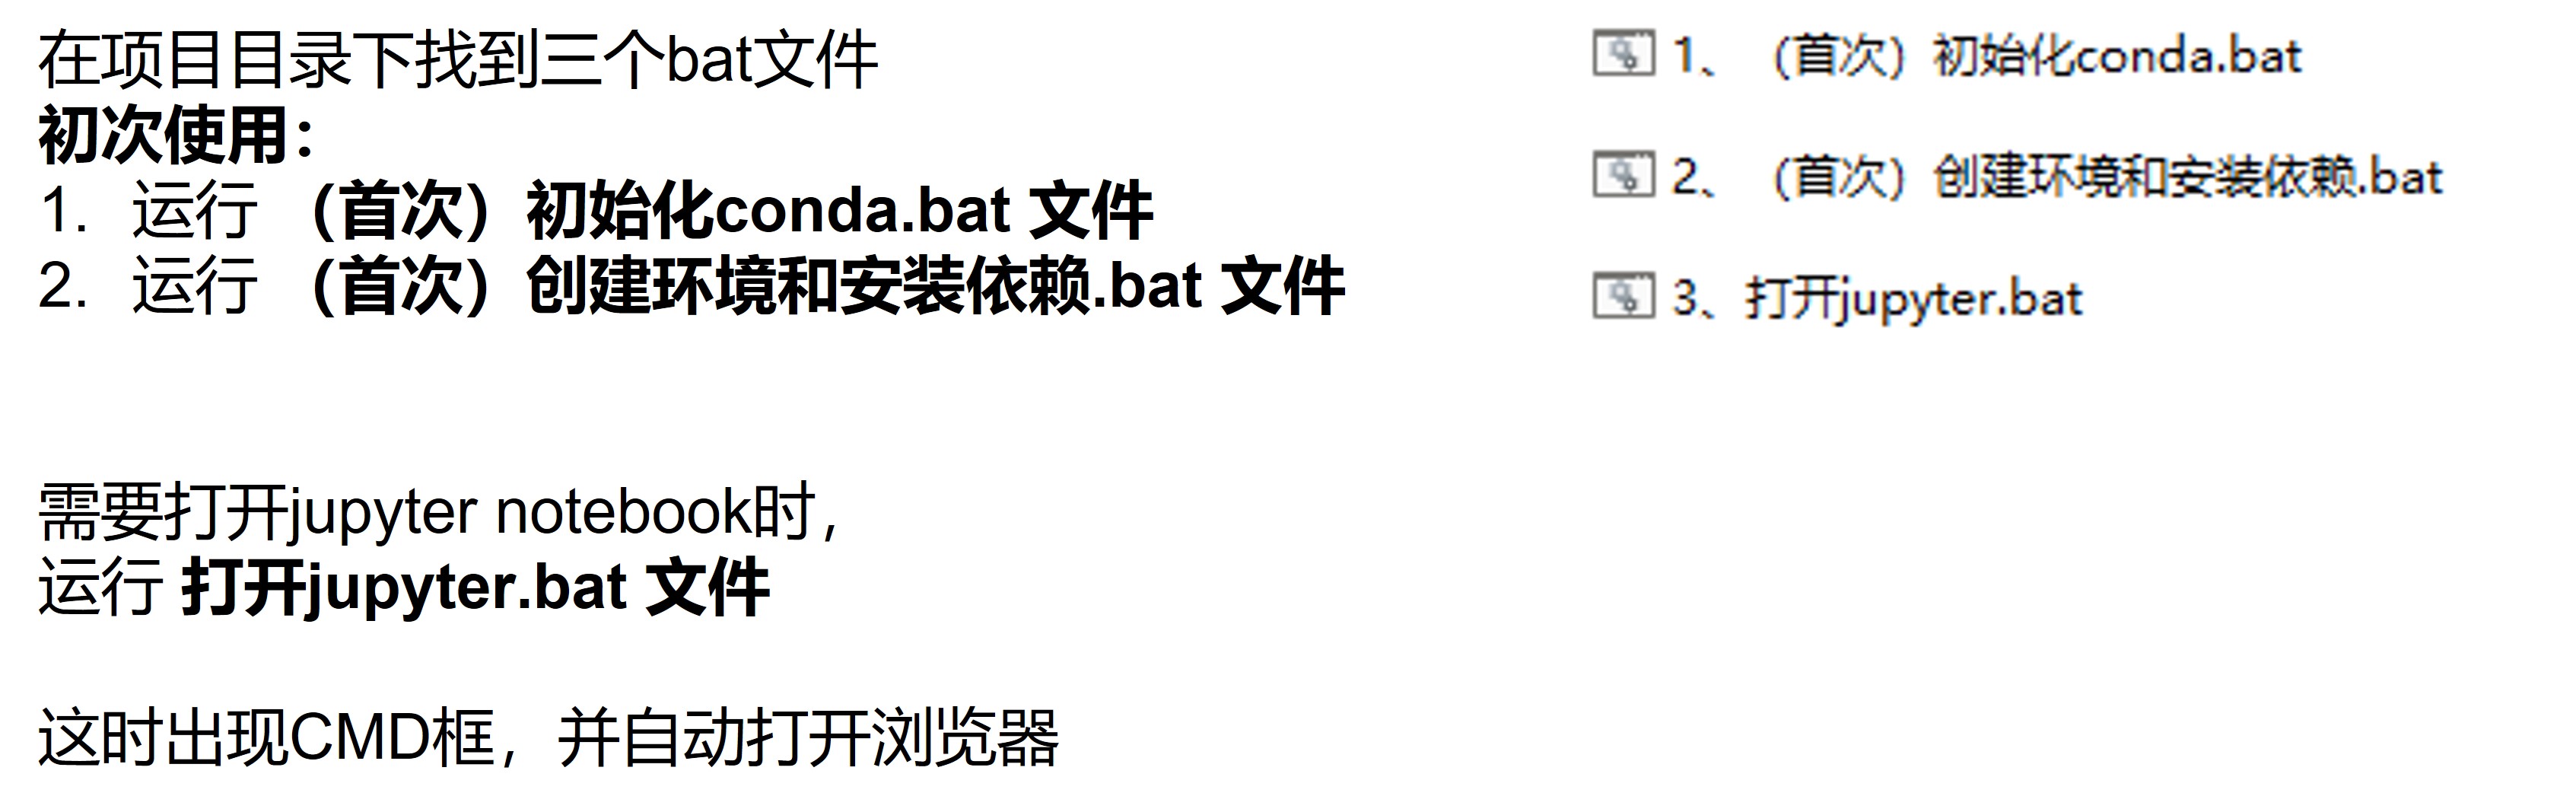 在项目目录下找到三个bat文件
初次使用：
1. 运行 （首次）初始化conda.bat 文件
2. 运行 （首次）创建环境和安装依赖.bat 文件
需要打开jupyter notebook时，
运行 打开jupyter.bat 文件
这时出现CMD框，并自动打开浏览器
1、（首次）初始化conda.bat
2、（首次）创建环境和安装依赖.bat
3、打开jupyter.bat